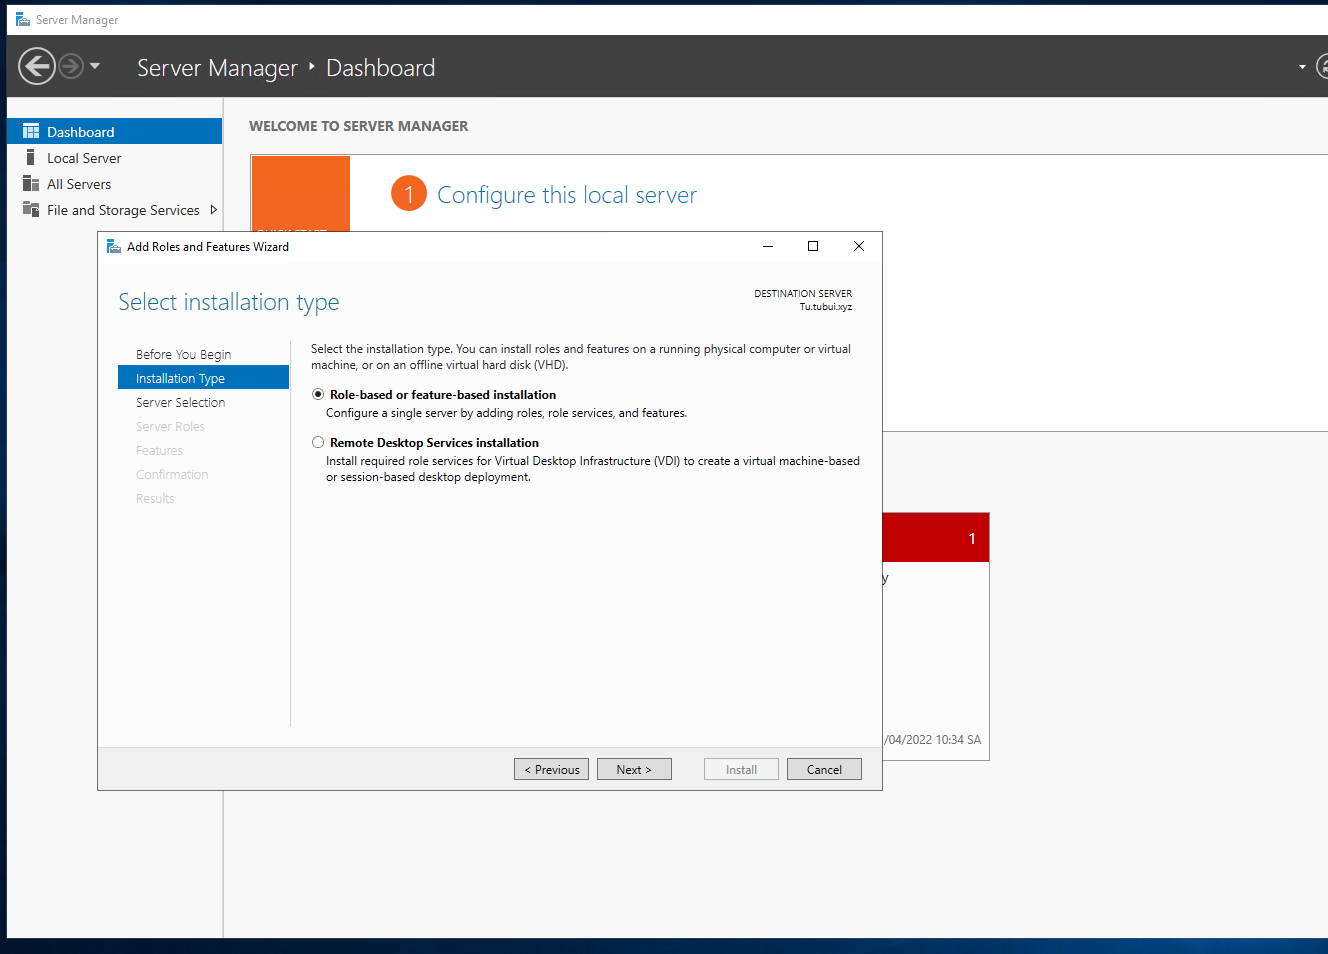 Server Manager
Server Manager
Dashboard
Dashboard
Local Server
All Servers
File and Storage Services
WELCOME TO SERVER MANAGER
1
Configure this local server
Add Roles and Features Wizard
Select installation type
DESTINATION SERVER
Tu.tubui.xyz
Before You Begin
Installation Type
Server Selection
Server Roles
Features
Confirmation
Results
Select the installation type. You can install roles and features on a running physical computer or virtual
machine, or on an offline virtual hard disk (VHD).
Role-based or feature-based installation
Configure a single server by adding roles, role services, and features.
Remote Desktop Services installation
Install required role services for Virtual Desktop Infrastructure (VDI) to create a virtual machine-based
or session-based desktop deployment.
1
y
/04/2022 10:34 SA
< Previous
Next >
Install
Cancel